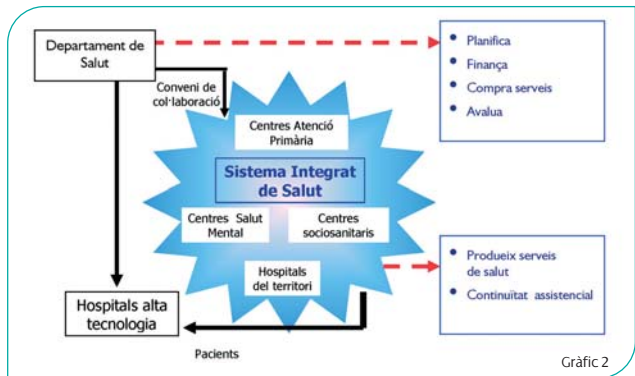 Departament de
Salut
Conveni de
col·laboració
Planifica
Finança
Compra serveis
Avalua
Centres Atenció
Primària
Sistema Integrat
de Salut
Centres Salut
Mental
Centres
sociosanitaris
Hospitals
del territori
Produeix serveis
de salut
Continuïtat assistencial
Hospitals alta
tecnologia
Pacients
Gràfic 2